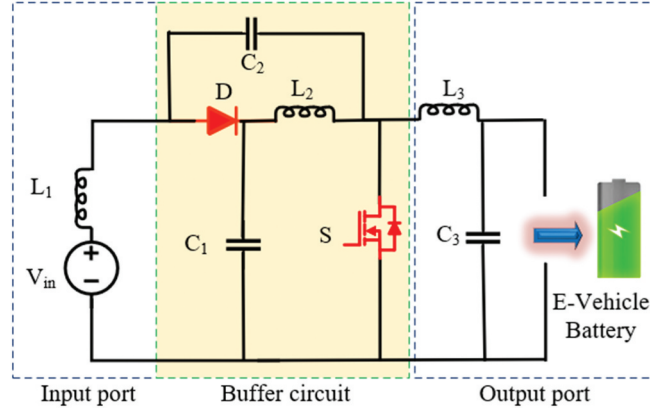 C2
D
L2
L3
L1
C1
S
C3
+
−
Vin
E-Vehicle
Battery
Input port
Buffer circuit
Output port